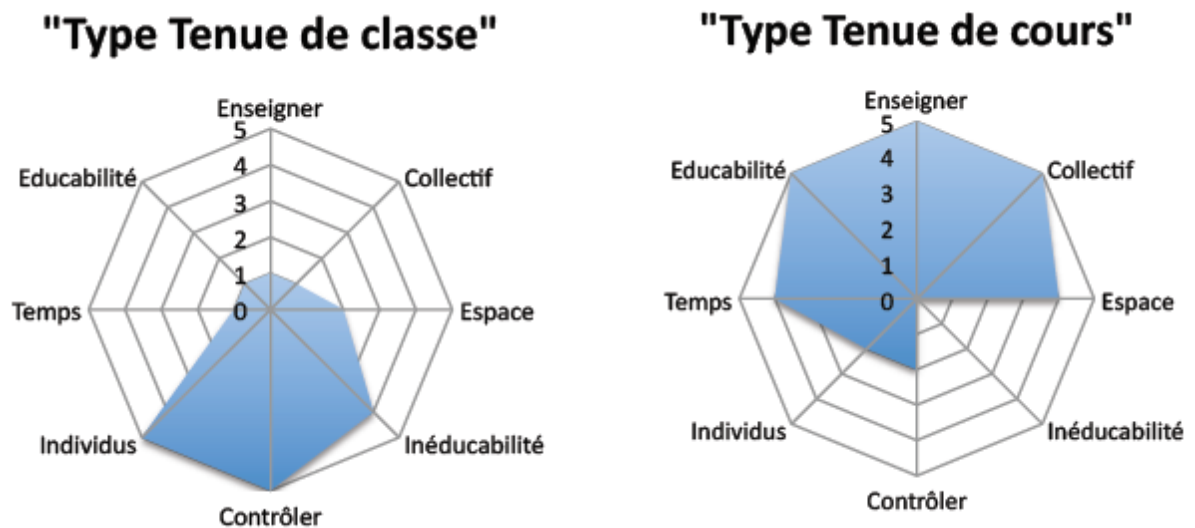 "Type Tenue de classe"
Enseigner
5
4
3
2
1
0
Collectif
Espace
Inéducabilité
Contrôler
Individus
Temps
Educabilité
"Type Tenue de cours"
Enseigner
5
4
3
2
1
0
Collectif
Espace
Inéducabilité
Contrôler
Individus
Temps
Educabilité